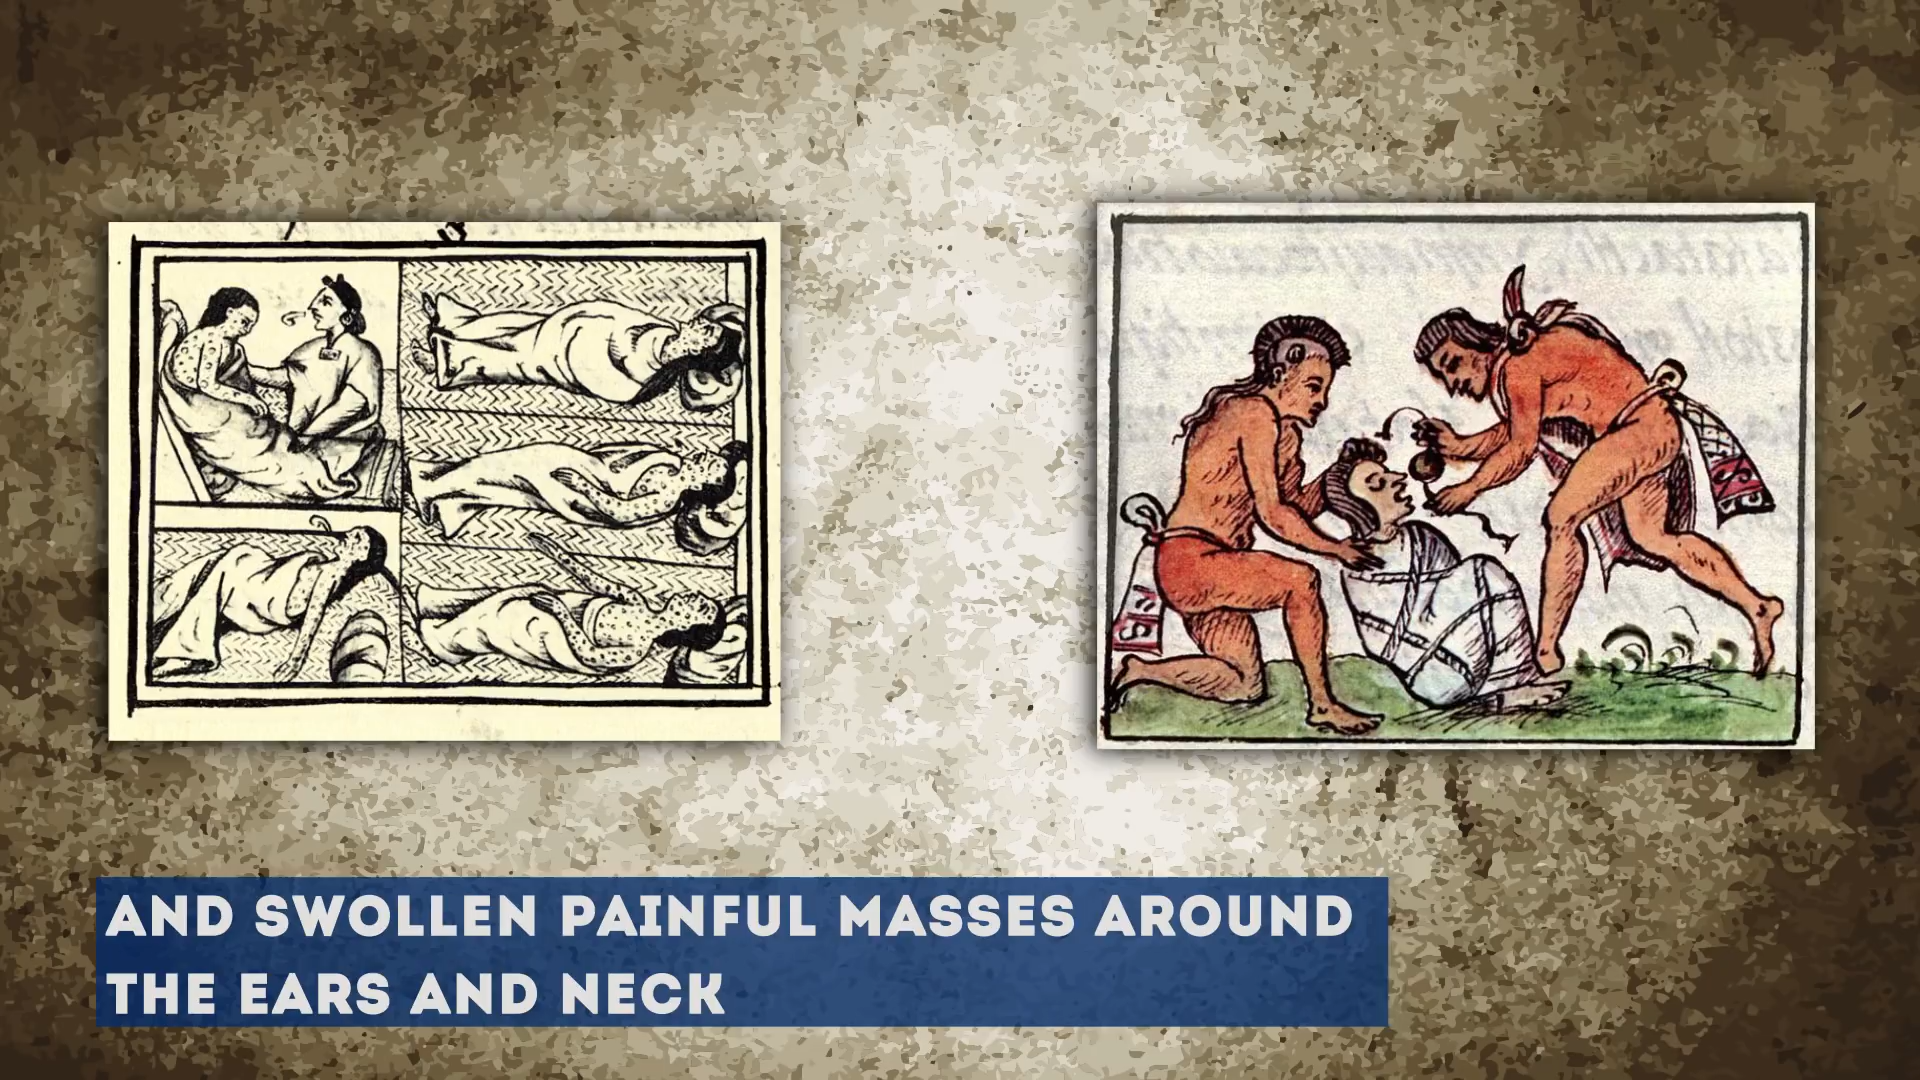 AND SWOLLEN PAINFUL MASSES AROUND
THE EARS AND NECK